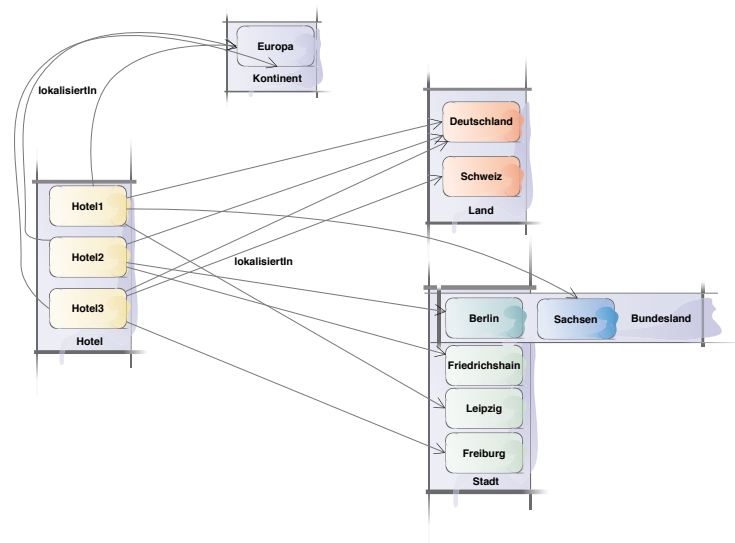 Europa
Kontinent
lokalisiertIn
Deutschland
Schweiz
Land
Hotel1
Hotel2
Hotel3
Hotel
lokalisiertIn
Berlin
Sachsen
Bundesland
Friedrichshain
Leipzig
Freiburg
Stadt